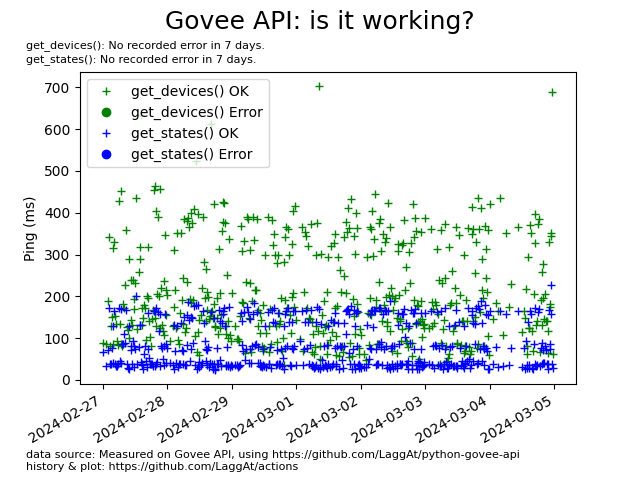 Govee API: is it working?
get_devices(): No recorded error in 7 days.
get_states(): No recorded error in 7 days.
get_devices() OK
get_devices() Error
get_states() OK
get_states() Error
Ping (ms)
700
600
500
400
300
200
100
0
2024-02-27
2024-02-28
2024-02-29
2024-03-01
2024-03-02
2024-03-03
2024-03-04
2024-03-05
data source: Measured on Govee API, using https://github.com/LaggAt/python-govee-api
history & plot: https://github.com/LaggAt/actions